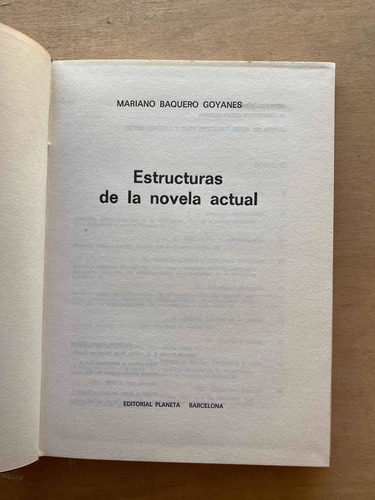 MARIANO BAQUERO GOYANES
Estructuras
de la novela actual
EDITORIAL PLANETA BARCELONA